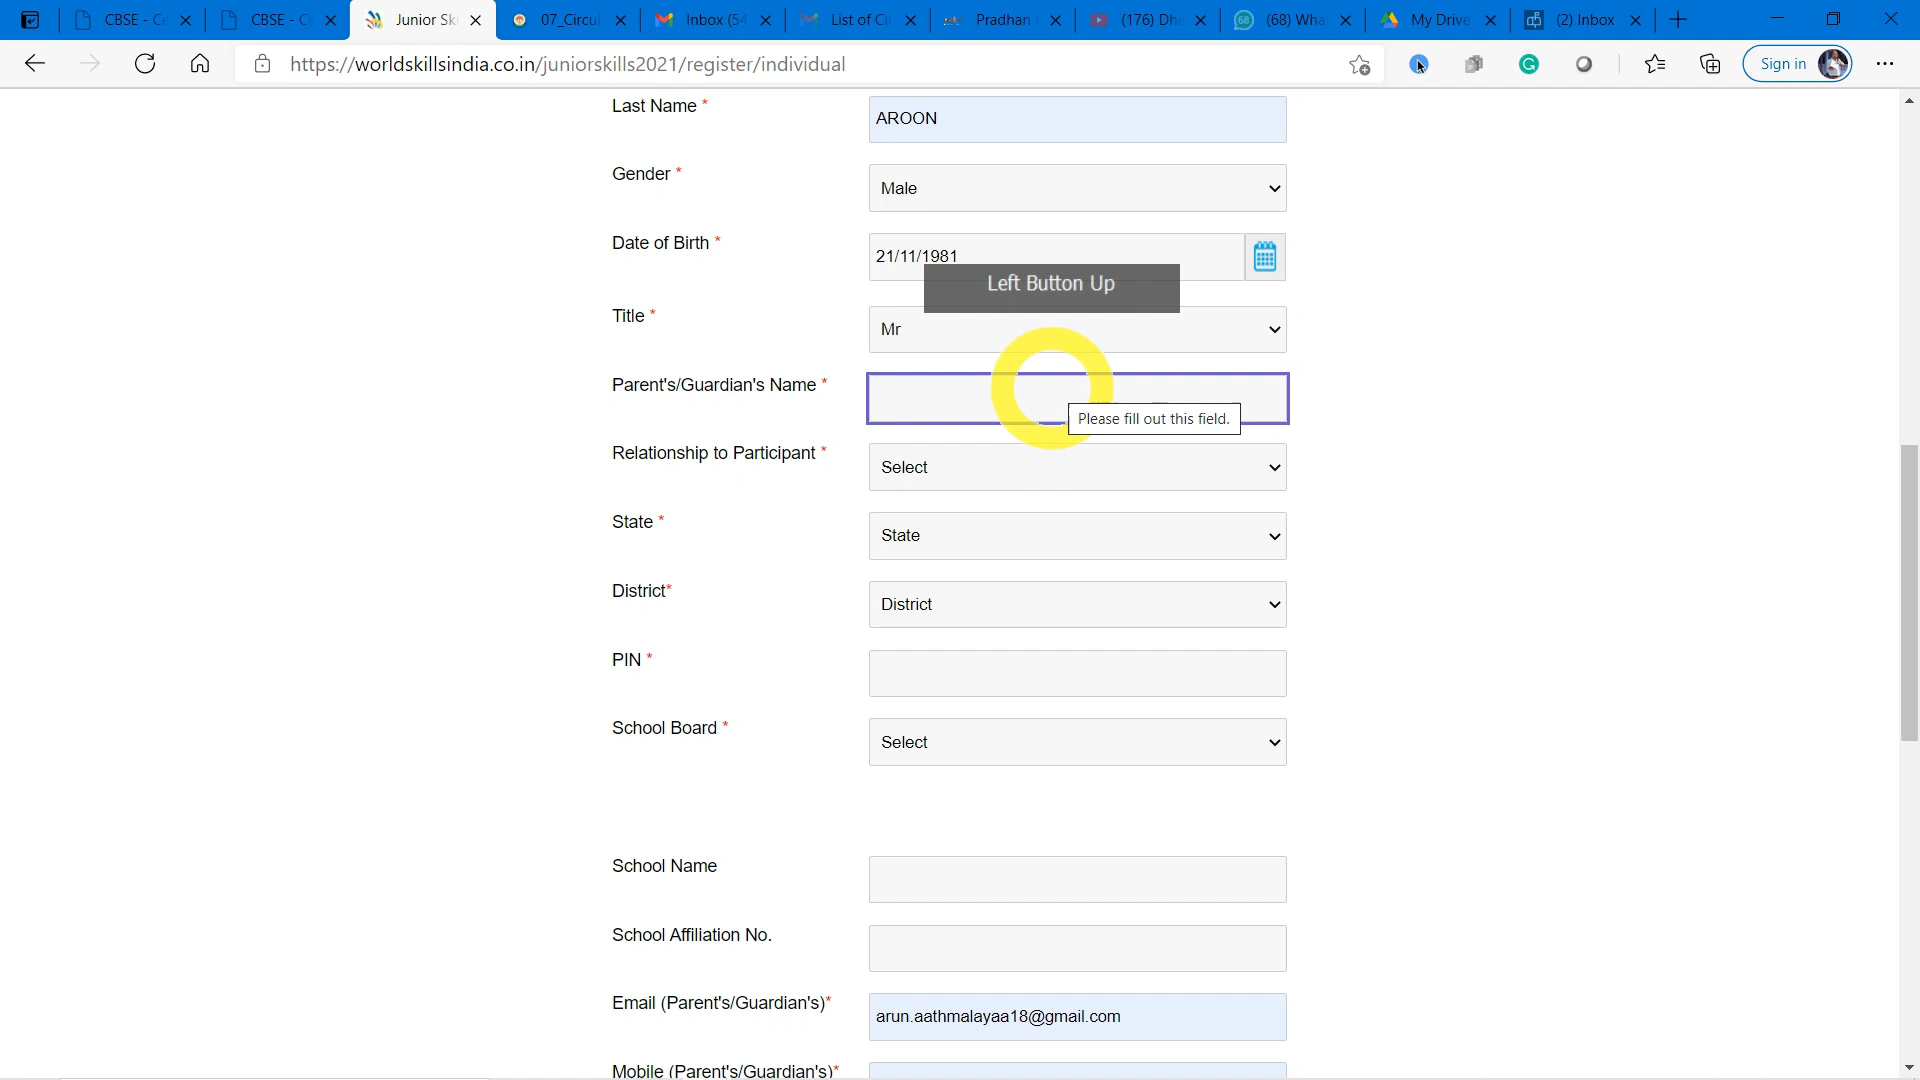 CBSE - Ce
CBSE - Ce
Junior Ski
07_Circul
Inbox (54
List of Ci
Pradhan
(176) Dhe
(68) Wha
My Drive
(2) Inbox
https://worldskillsindia.co.in/juniorskills2021/register/individual
Sign in
Last Name *
AROON
Gender *
Male
Date of Birth *
21/11/1981
Left Button Up
Title *
Mr
Parent's/Guardian's Name *
Please fill out this field.
Relationship to Participant *
Select
State *
State
District*
District
PIN *
School Board *
Select
School Name
School Affiliation No.
Email (Parent's/Guardian's)*
arun.aathmalayaa18@gmail.com
Mobile (Parent's/Guardian's)*